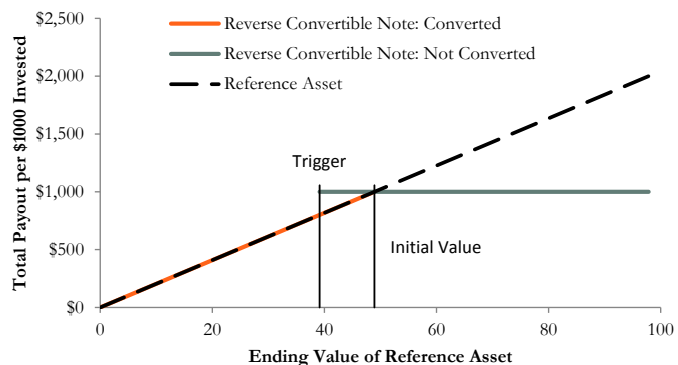 $2,500
$2,000
$1,500
$1,000
$500
$0
Total Payout per $1000 Invested
Reverse Convertible Note: Converted
Reverse Convertible Note: Not Converted
Reference Asset
Trigger
Initial Value
0 20 40 60 80 100
Ending Value of Reference Asset